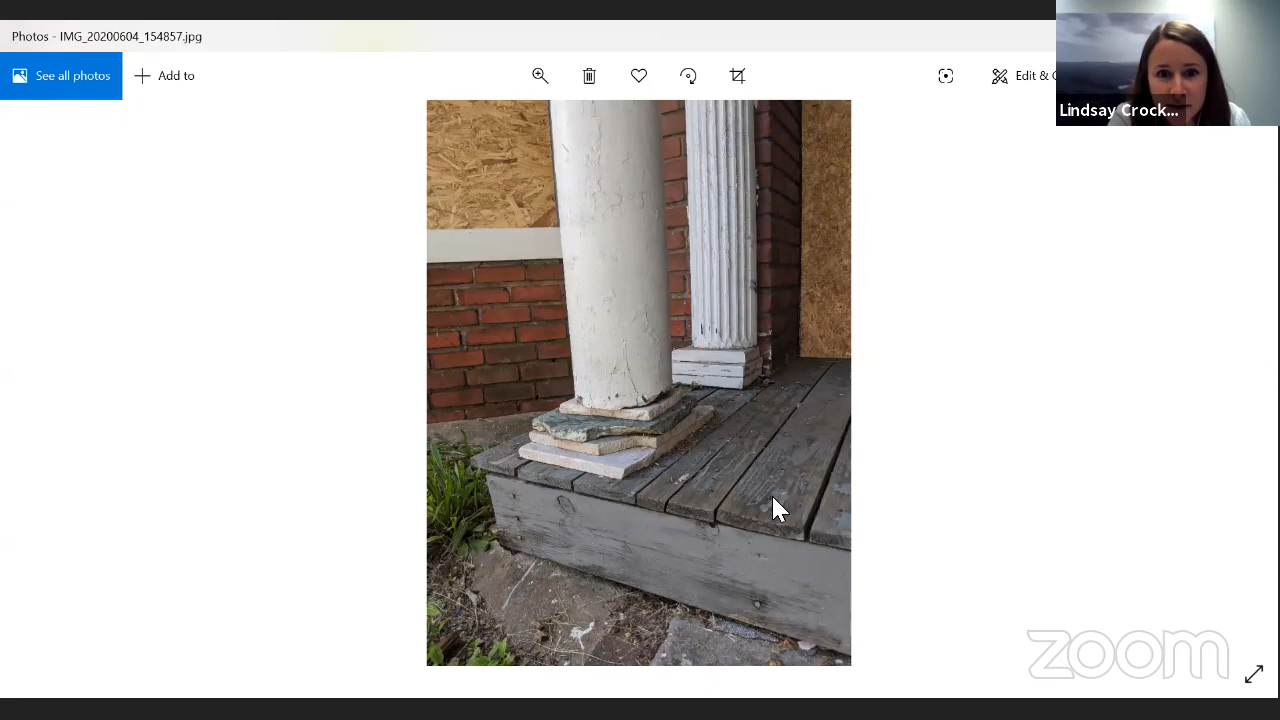 Photos - IMG_20200604_154857.jpg
See all photos
Add to
Edit & C
Lindsay Crock...
zoom